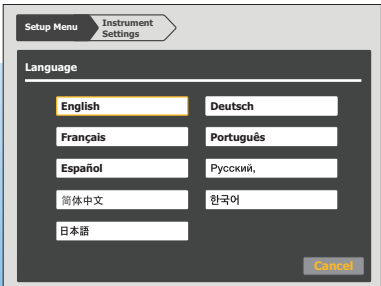 Setup Menu
Instrument
Settings
Language
English
Deutsch
Français
Português
Español
Русский,
简体中文
한국어
日本語
Cancel